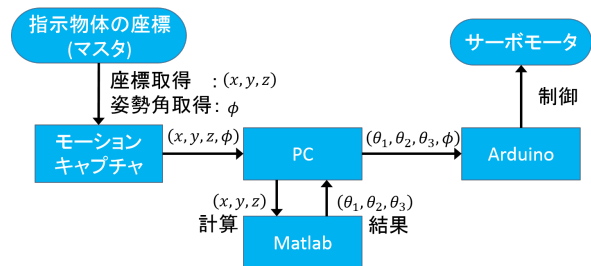 指示物体の座標
(マスタ)
サーボモータ
座標取得 :(x,y,z)
姿勢角取得:ϕ
制御
モーション
キャプチャ
(x,y,z,ϕ)
PC
(θ₁,θ₂,θ₃,ϕ)
Arduino
(x,y,z)
計算
(θ₁,θ₂,θ₃)
結果
Matlab